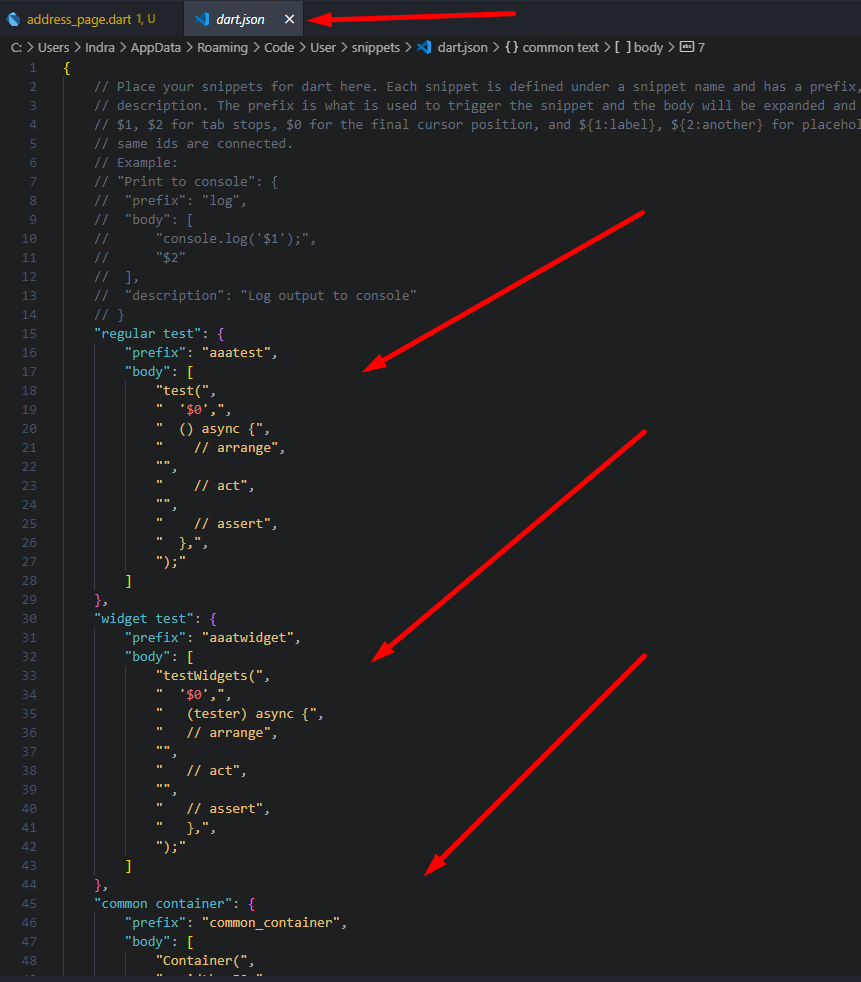 address_page.dart 1, U dart.json
C: > Users > Indra > AppData > Roaming > Code > User > snippets > dart.json > { } common text > [ ] body > abc 7
1 {
2 // Place your snippets for dart here. Each snippet is defined under a snippet name and has a prefix,
3 // description. The prefix is what is used to trigger the snippet and the body will be expanded and
4 // $1, $2 for tab stops, $0 for the final cursor position, and ${1:label}, ${2:another} for placehol
5 // same ids are connected.
6 // Example:
7 // "Print to console": {
8 // "prefix": "log",
9 // "body": [
10 // "console.log('$1');",
11 // "$2"
12 // ],
13 // "description": "Log output to console"
14 // }
15 "regular test": {
16 "prefix": "aaatest",
17 "body": [
18 "test(",
19 "  '$0',",
20 "  () async {",
21 "    // arrange",
22 "",
23 "    // act",
24 "",
25 "    // assert",
26 "  },",
27 ");"
28 ]
29 },
30 "widget test": {
31 "prefix": "aaatwidget",
32 "body": [
33 "testWidgets(",
34 "  '$0',",
35 "   (tester) async {",
36 "   // arrange",
37 "",
38 "   // act",
39 "",
40 "   // assert",
41 "   },",
42 ");"
43 ]
44 },
45 "common container": {
46 "prefix": "common_container",
47 "body": [
48 "Container(",